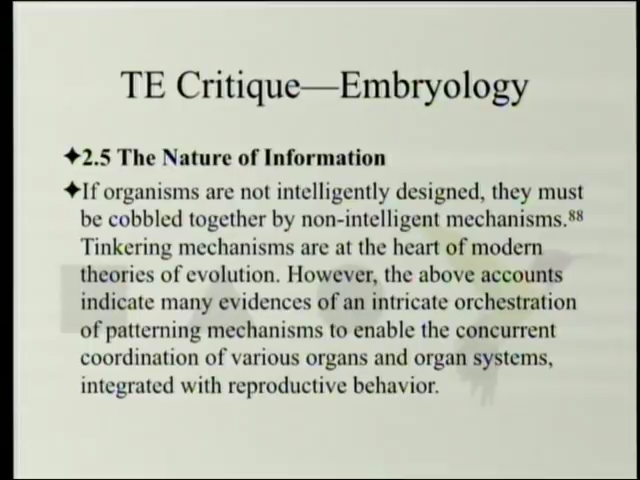 TE Critique—Embryology
✦2.5 The Nature of Information
✦If organisms are not intelligently designed, they must
be cobbled together by non-intelligent mechanisms.⁸⁸
Tinkering mechanisms are at the heart of modern
theories of evolution. However, the above accounts
indicate many evidences of an intricate orchestration
of patterning mechanisms to enable the concurrent
coordination of various organs and organ systems,
integrated with reproductive behavior.